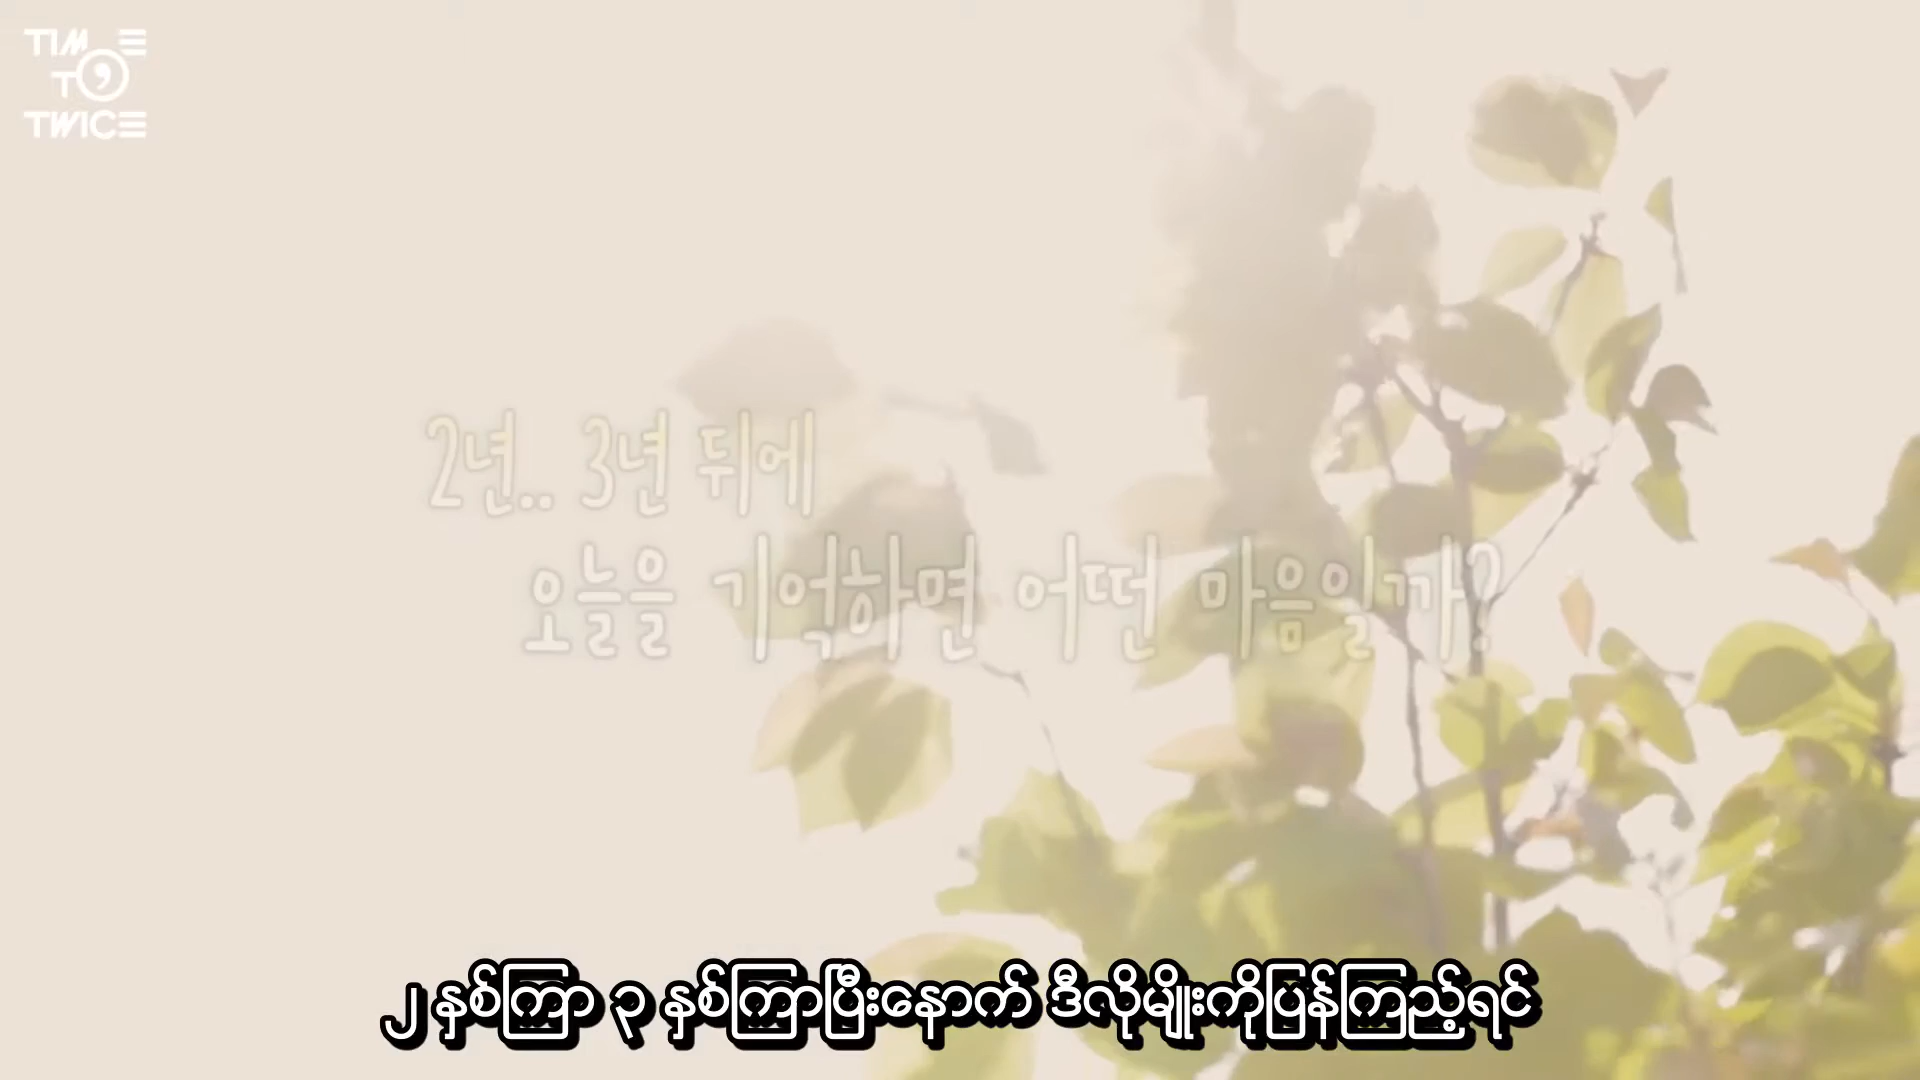 TIME
TO
TWICE
2년.. 3년 뒤에
오늘을 기억하면 어떤 마음일까?
၂ နှစ်ကြာ ၃ နှစ်ကြာပြီးနောက် ဒီလိုမျိုးကိုပြန်ကြည့်ရင်